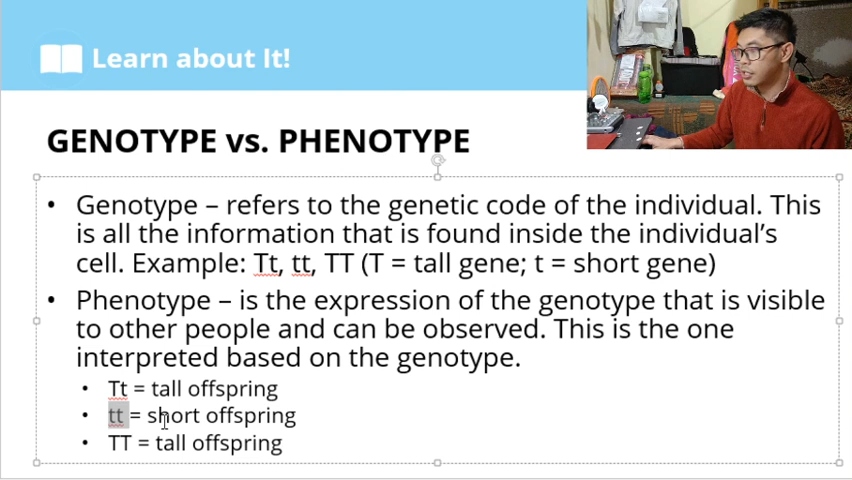 Learn about It!
GENOTYPE vs. PHENOTYPE
• Genotype – refers to the genetic code of the individual. This
is all the information that is found inside the individual’s
cell. Example: Tt, tt, TT (T = tall gene; t = short gene)
• Phenotype – is the expression of the genotype that is visible
to other people and can be observed. This is the one
interpreted based on the genotype.
• Tt = tall offspring
• tt = short offspring
• TT = tall offspring